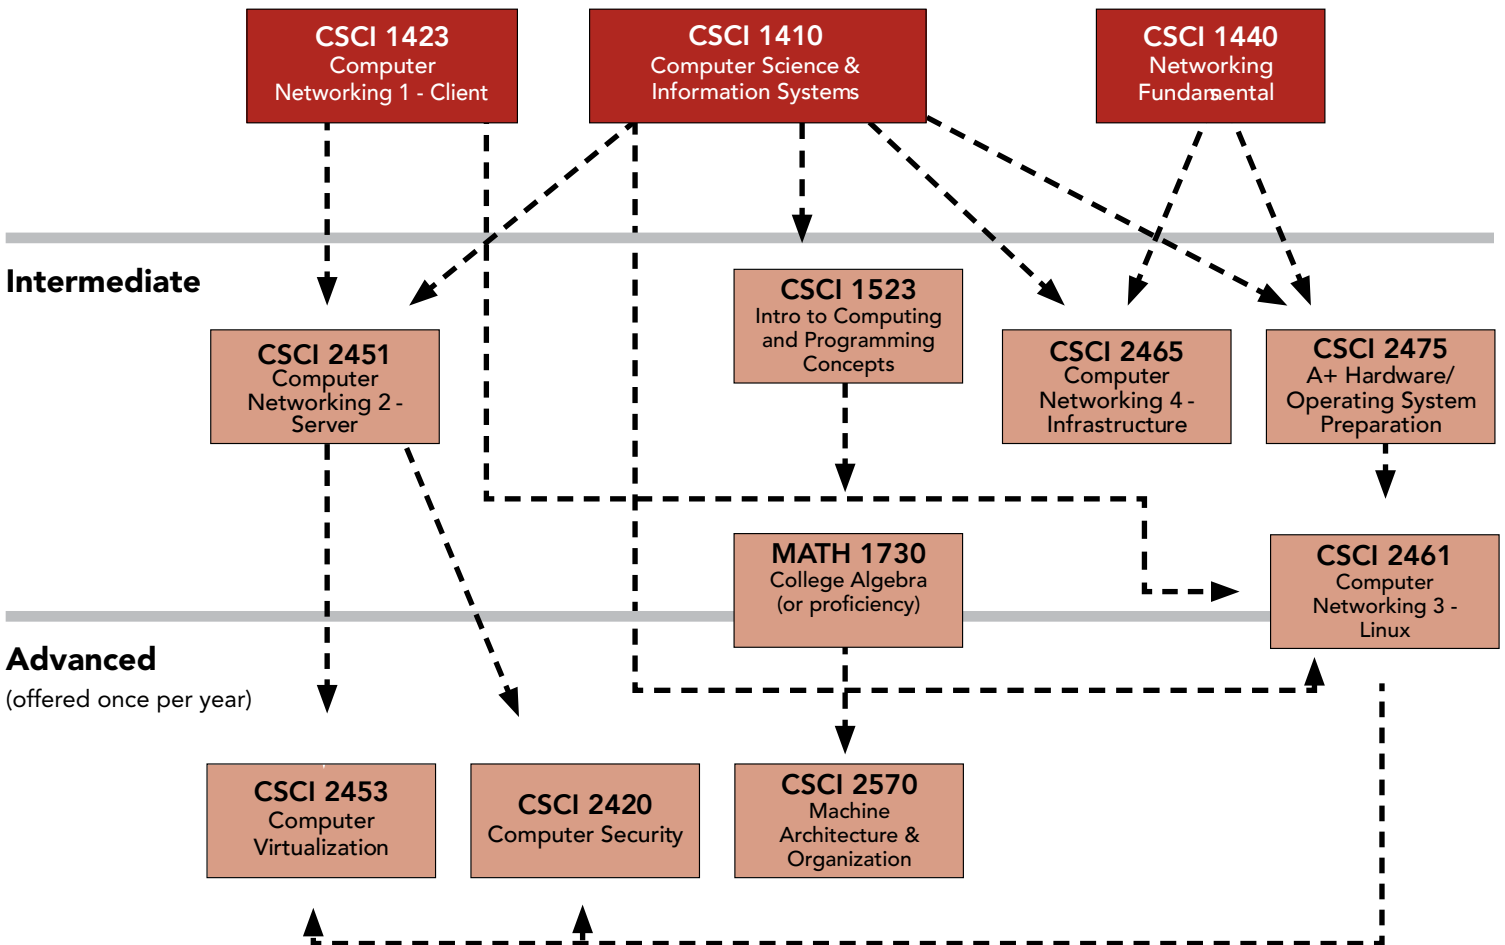 CSCI 1423
Computer
Networking 1 - Client
CSCI 1410
Computer Science &
Information Systems
CSCI 1440
Networking
Fundamental
Intermediate
CSCI 2451
Computer
Networking 2 -
Server
CSCI 1523
Intro to Computing
and Programming
Concepts
CSCI 2465
Computer
Networking 4 -
Infrastructure
CSCI 2475
A+ Hardware/
Operating System
Preparation
MATH 1730
College Algebra
(or proficiency)
CSCI 2461
Computer
Networking 3 -
Linux
Advanced
(offered once per year)
CSCI 2453
Computer
Virtualization
CSCI 2420
Computer Security
CSCI 2570
Machine
Architecture &
Organization